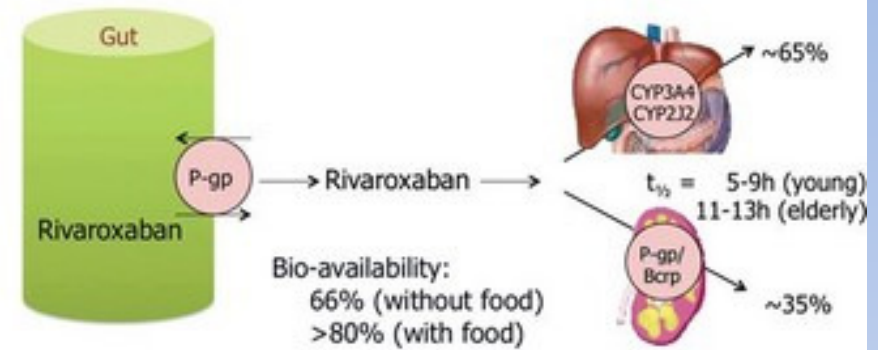 Gut
P-gp
Rivaroxaban
Rivaroxaban
Bio-availability:
66% (without food)
>80% (with food)
CYP3A4
CYP2J2
~65%
t½ = 5-9h (young)
11-13h (elderly)
P-gp/
Bcrp
~35%